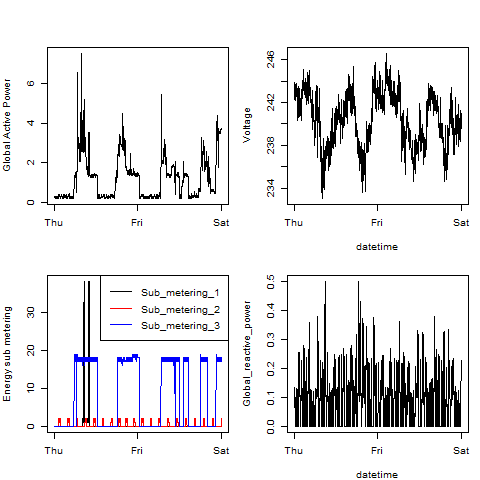 Global Active Power
0 2 4 6
Thu Fri Sat
Voltage
234 238 242 246
Thu Fri Sat
datetime
Energy sub metering
0 10 20 30
Sub_metering_1
Sub_metering_2
Sub_metering_3
Thu Fri Sat
Global_reactive_power
0.0 0.1 0.2 0.3 0.4 0.5
Thu Fri Sat
datetime